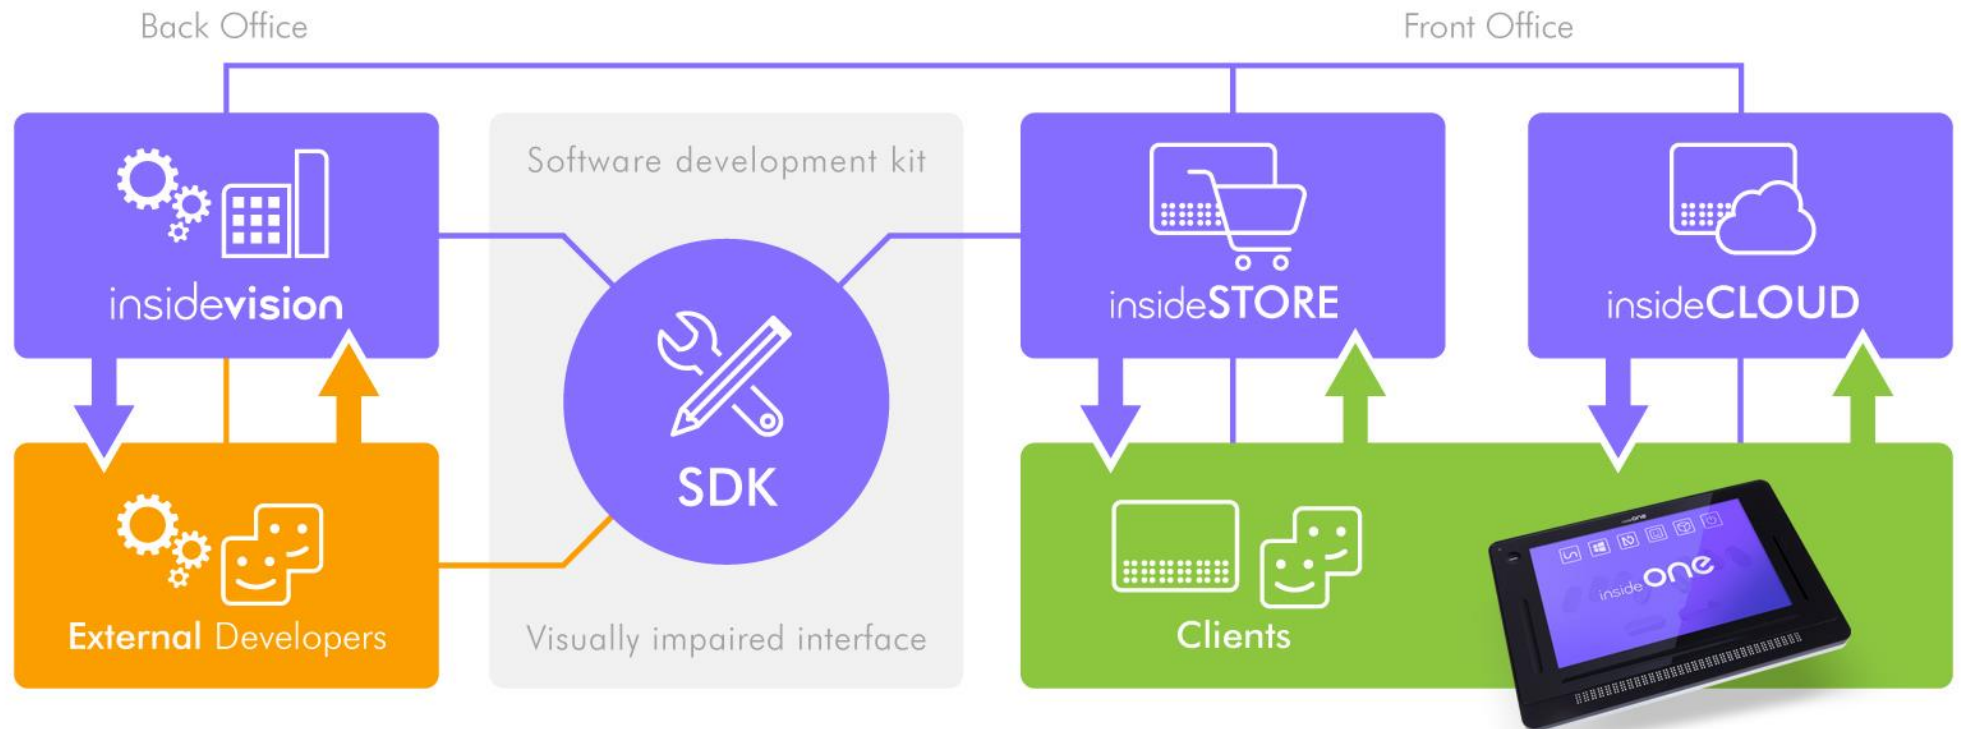 Back Office
Front Office
insidevision
Software development kit
SDK
Visually impaired interface
External Developers
insideSTORE
insideCLOUD
Clients
inside one